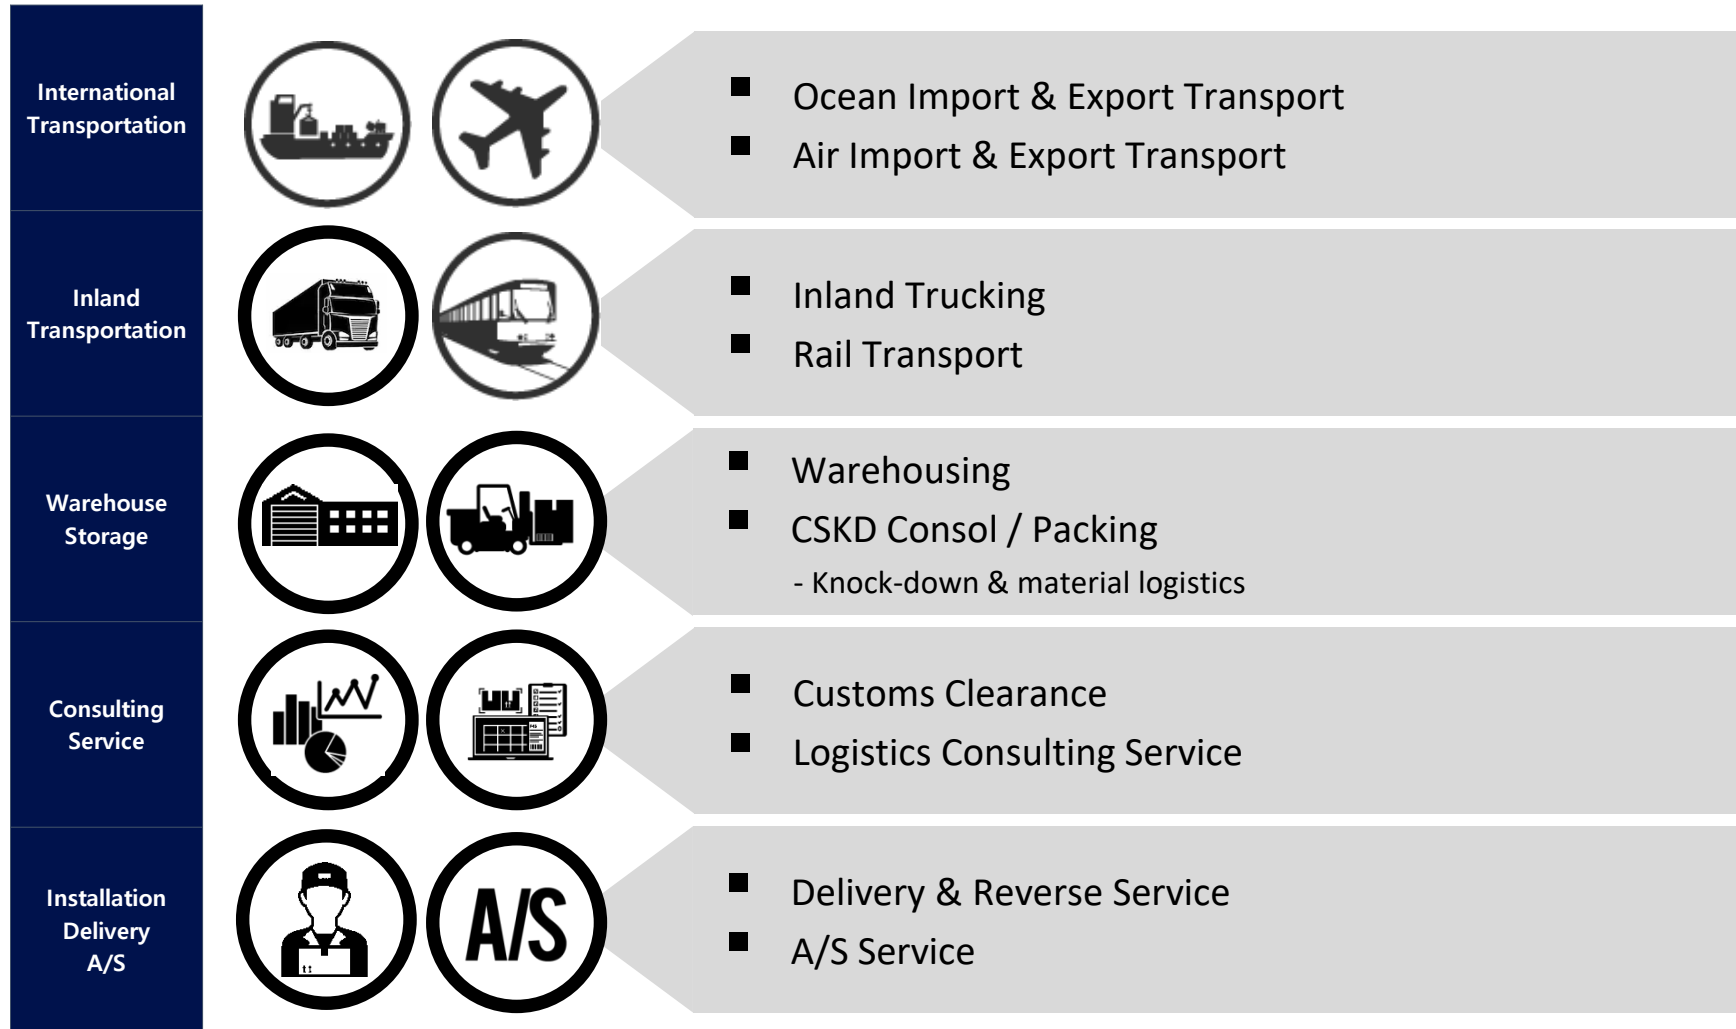 International
Transportation
■ Ocean Import & Export Transport
■ Air Import & Export Transport
Inland
Transportation
■ Inland Trucking
■ Rail Transport
Warehouse
Storage
■ Warehousing
■ CSKD Consol / Packing
- Knock-down & material logistics
Consulting
Service
■ Customs Clearance
■ Logistics Consulting Service
Installation
Delivery
A/S
A/S
■ Delivery & Reverse Service
■ A/S Service